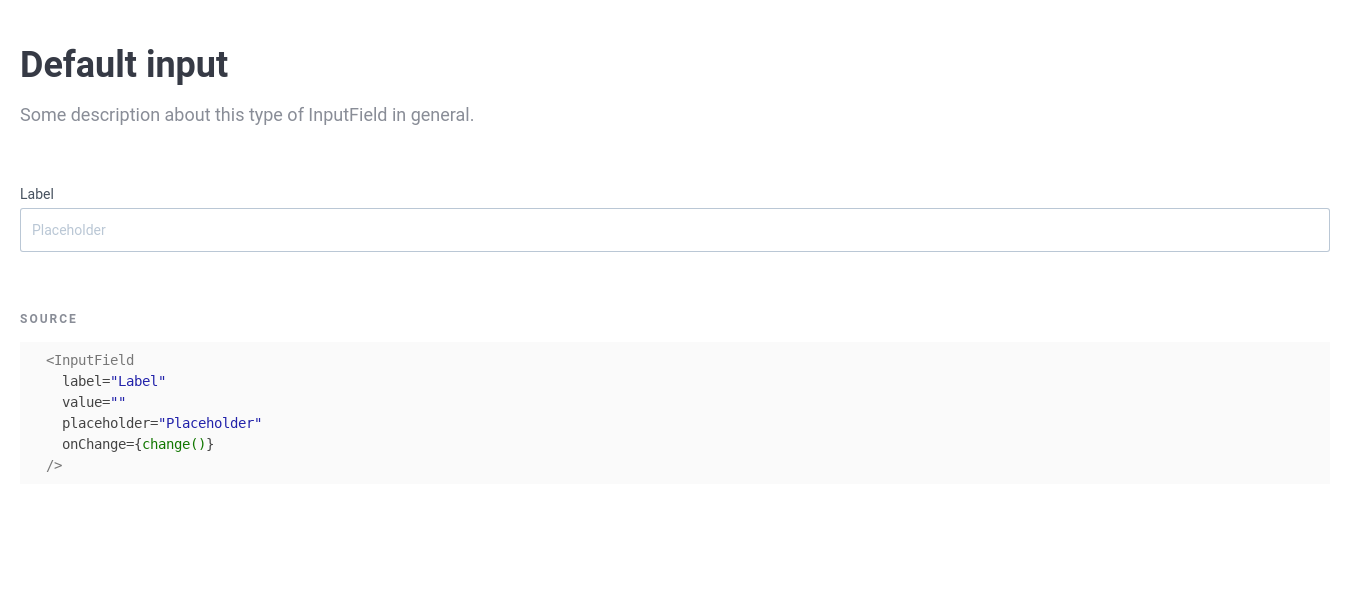 Default input
Some description about this type of InputField in general.
Label
Placeholder
SOURCE
<InputField
  label="Label"
  value=""
  placeholder="Placeholder"
  onChange={change()}
/>